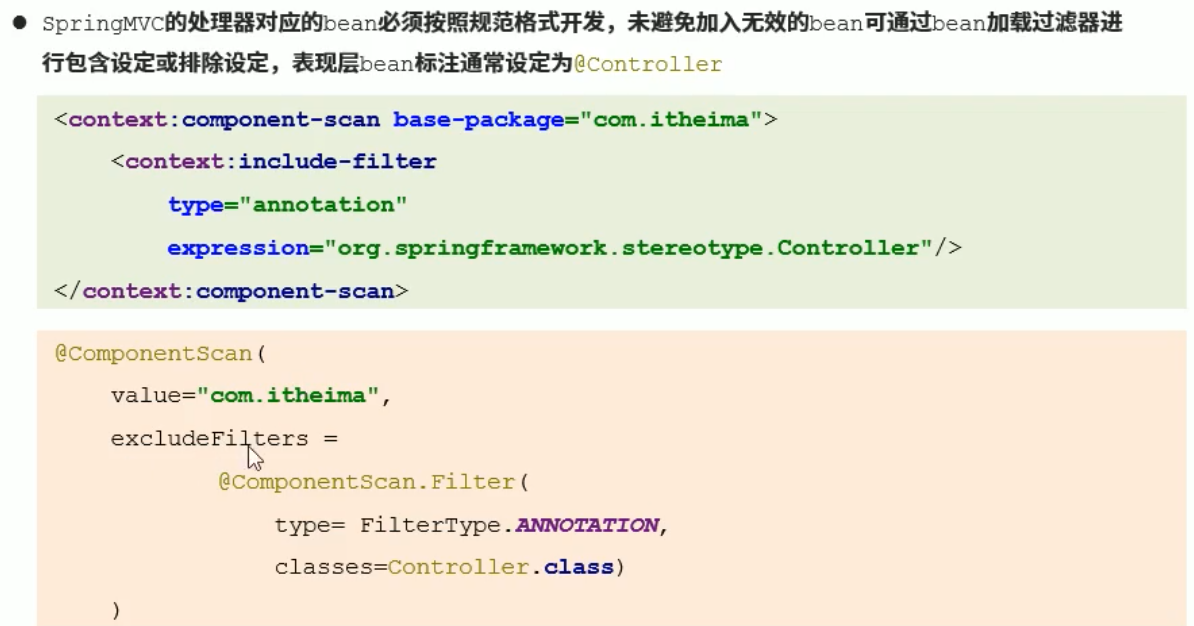 ● SpringMVC的处理器对应的bean必须按照规范格式开发，未避免加入无效的bean可通过bean加载过滤器进
行包含设定或排除设定，表现层bean标注通常设定为@Controller
<context:component-scan base-package="com.itheima">
    <context:include-filter
        type="annotation"
        expression="org.springframework.stereotype.Controller"/>
</context:component-scan>
@ComponentScan(
    value="com.itheima",
    excludeFilters =
            @ComponentScan.Filter(
                type= FilterType.ANNOTATION,
                classes=Controller.class)
    )